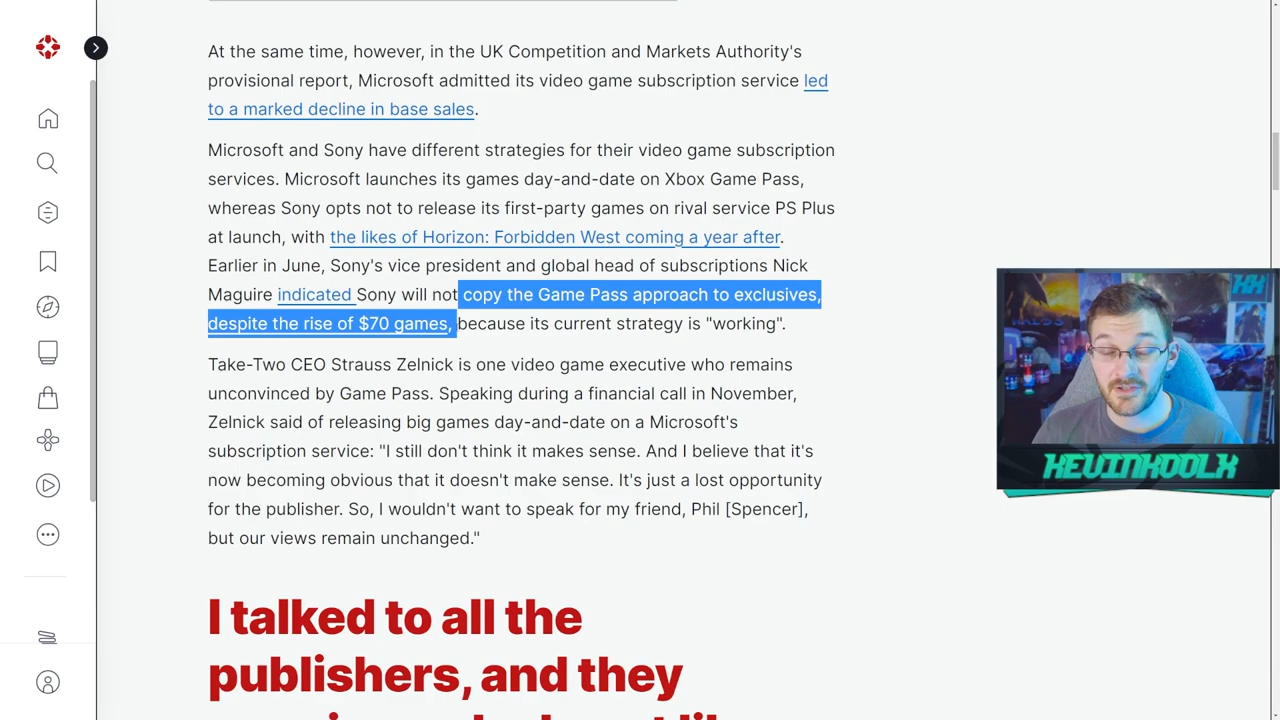 At the same time, however, in the UK Competition and Markets Authority's
provisional report, Microsoft admitted its video game subscription service led
to a marked decline in base sales.
Microsoft and Sony have different strategies for their video game subscription
services. Microsoft launches its games day-and-date on Xbox Game Pass,
whereas Sony opts not to release its first-party games on rival service PS Plus
at launch, with the likes of Horizon: Forbidden West coming a year after.
Earlier in June, Sony's vice president and global head of subscriptions Nick
Maguire indicated Sony will not copy the Game Pass approach to exclusives,
despite the rise of $70 games, because its current strategy is "working".
Take-Two CEO Strauss Zelnick is one video game executive who remains
unconvinced by Game Pass. Speaking during a financial call in November,
Zelnick said of releasing big games day-and-date on a Microsoft's
subscription service: "I still don't think it makes sense. And I believe that it's
now becoming obvious that it doesn't make sense. It's just a lost opportunity
for the publisher. So, I wouldn't want to speak for my friend, Phil [Spencer],
but our views remain unchanged."
I talked to all the
publishers, and they
KEVINKOOLX